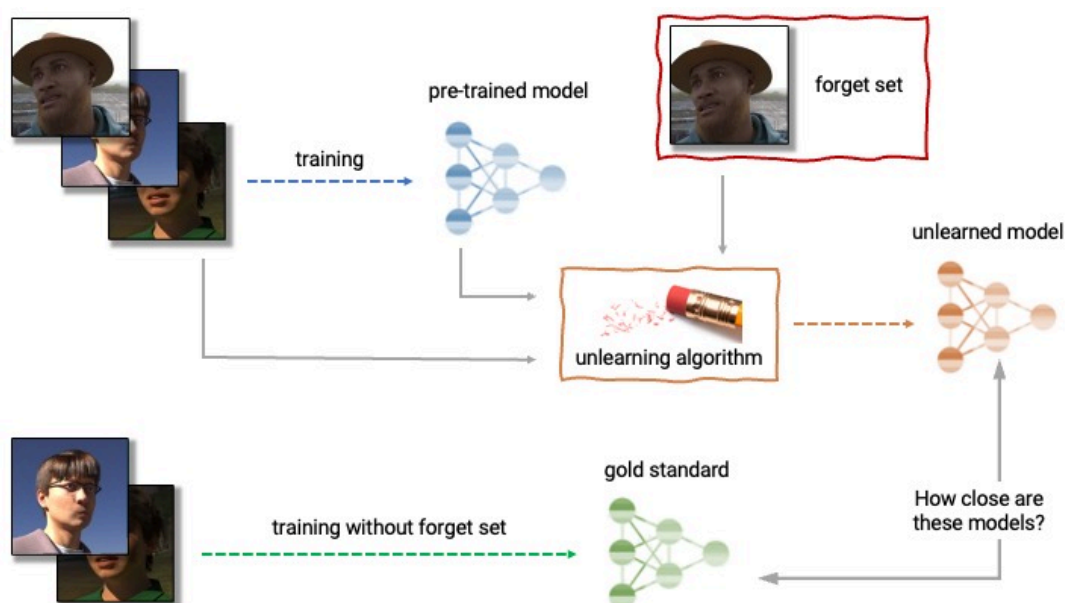 pre-trained model
forget set
training
unlearned model
unlearning algorithm
gold standard
How close are
these models?
training without forget set